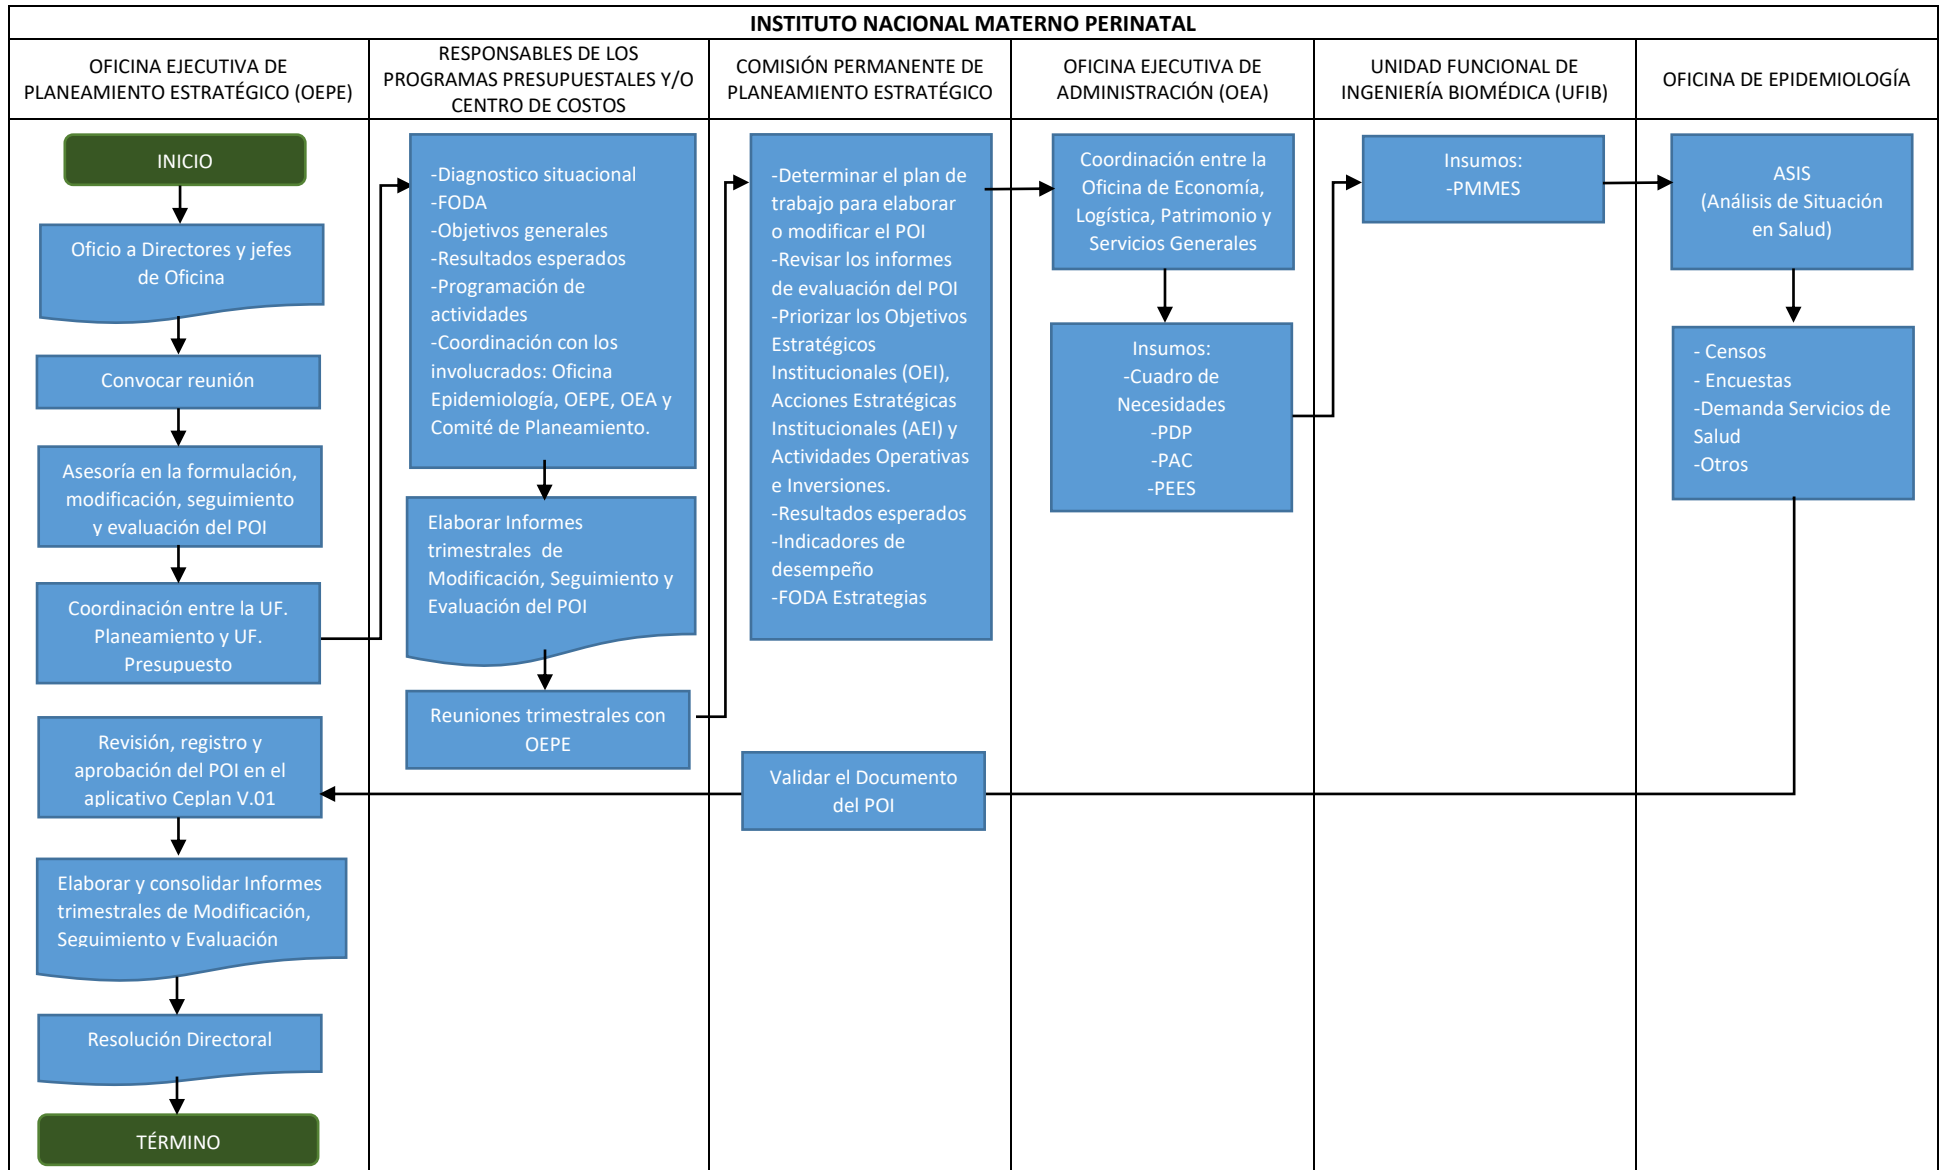 INSTITUTO NACIONAL MATERNO PERINATAL
OFICINA EJECUTIVA DE
PLANEAMIENTO ESTRATÉGICO (OEPE)
RESPONSABLES DE LOS
PROGRAMAS PRESUPUESTALES Y/O
CENTRO DE COSTOS
COMISIÓN PERMANENTE DE
PLANEAMIENTO ESTRATÉGICO
OFICINA EJECUTIVA DE
ADMINISTRACIÓN (OEA)
UNIDAD FUNCIONAL DE
INGENIERÍA BIOMÉDICA (UFIB)
OFICINA DE EPIDEMIOLOGÍA
INICIO
Oficio a Directores y jefes
de Oficina
Convocar reunión
Asesoría en la formulación,
modificación, seguimiento
y evaluación del POI
Coordinación entre la UF.
Planeamiento y UF.
Presupuesto
Revisión, registro y
aprobación del POI en el
aplicativo Ceplan V.01
Elaborar y consolidar Informes
trimestrales de Modificación,
Seguimiento y Evaluación
Resolución Directoral
TÉRMINO
-Diagnostico situacional
-FODA
-Objetivos generales
-Resultados esperados
-Programación de
actividades
-Coordinación con los
involucrados: Oficina
Epidemiología, OEPE, OEA y
Comité de Planeamiento.
Elaborar Informes
trimestrales de
Modificación, Seguimiento y
Evaluación del POI
Reuniones trimestrales con
OEPE
-Determinar el plan de
trabajo para elaborar
o modificar el POI
-Revisar los informes
de evaluación del POI
-Priorizar los Objetivos
Estratégicos
Institucionales (OEI),
Acciones Estratégicas
Institucionales (AEI) y
Actividades Operativas
e Inversiones.
-Resultados esperados
-Indicadores de
desempeño
-FODA Estrategias
Validar el Documento
del POI
Coordinación entre la
Oficina de Economía,
Logística, Patrimonio y
Servicios Generales
Insumos:
-Cuadro de
Necesidades
-PDP
-PAC
-PEES
Insumos:
-PMMES
ASIS
(Análisis de Situación
en Salud)
- Censos
- Encuestas
-Demanda Servicios de
Salud
-Otros